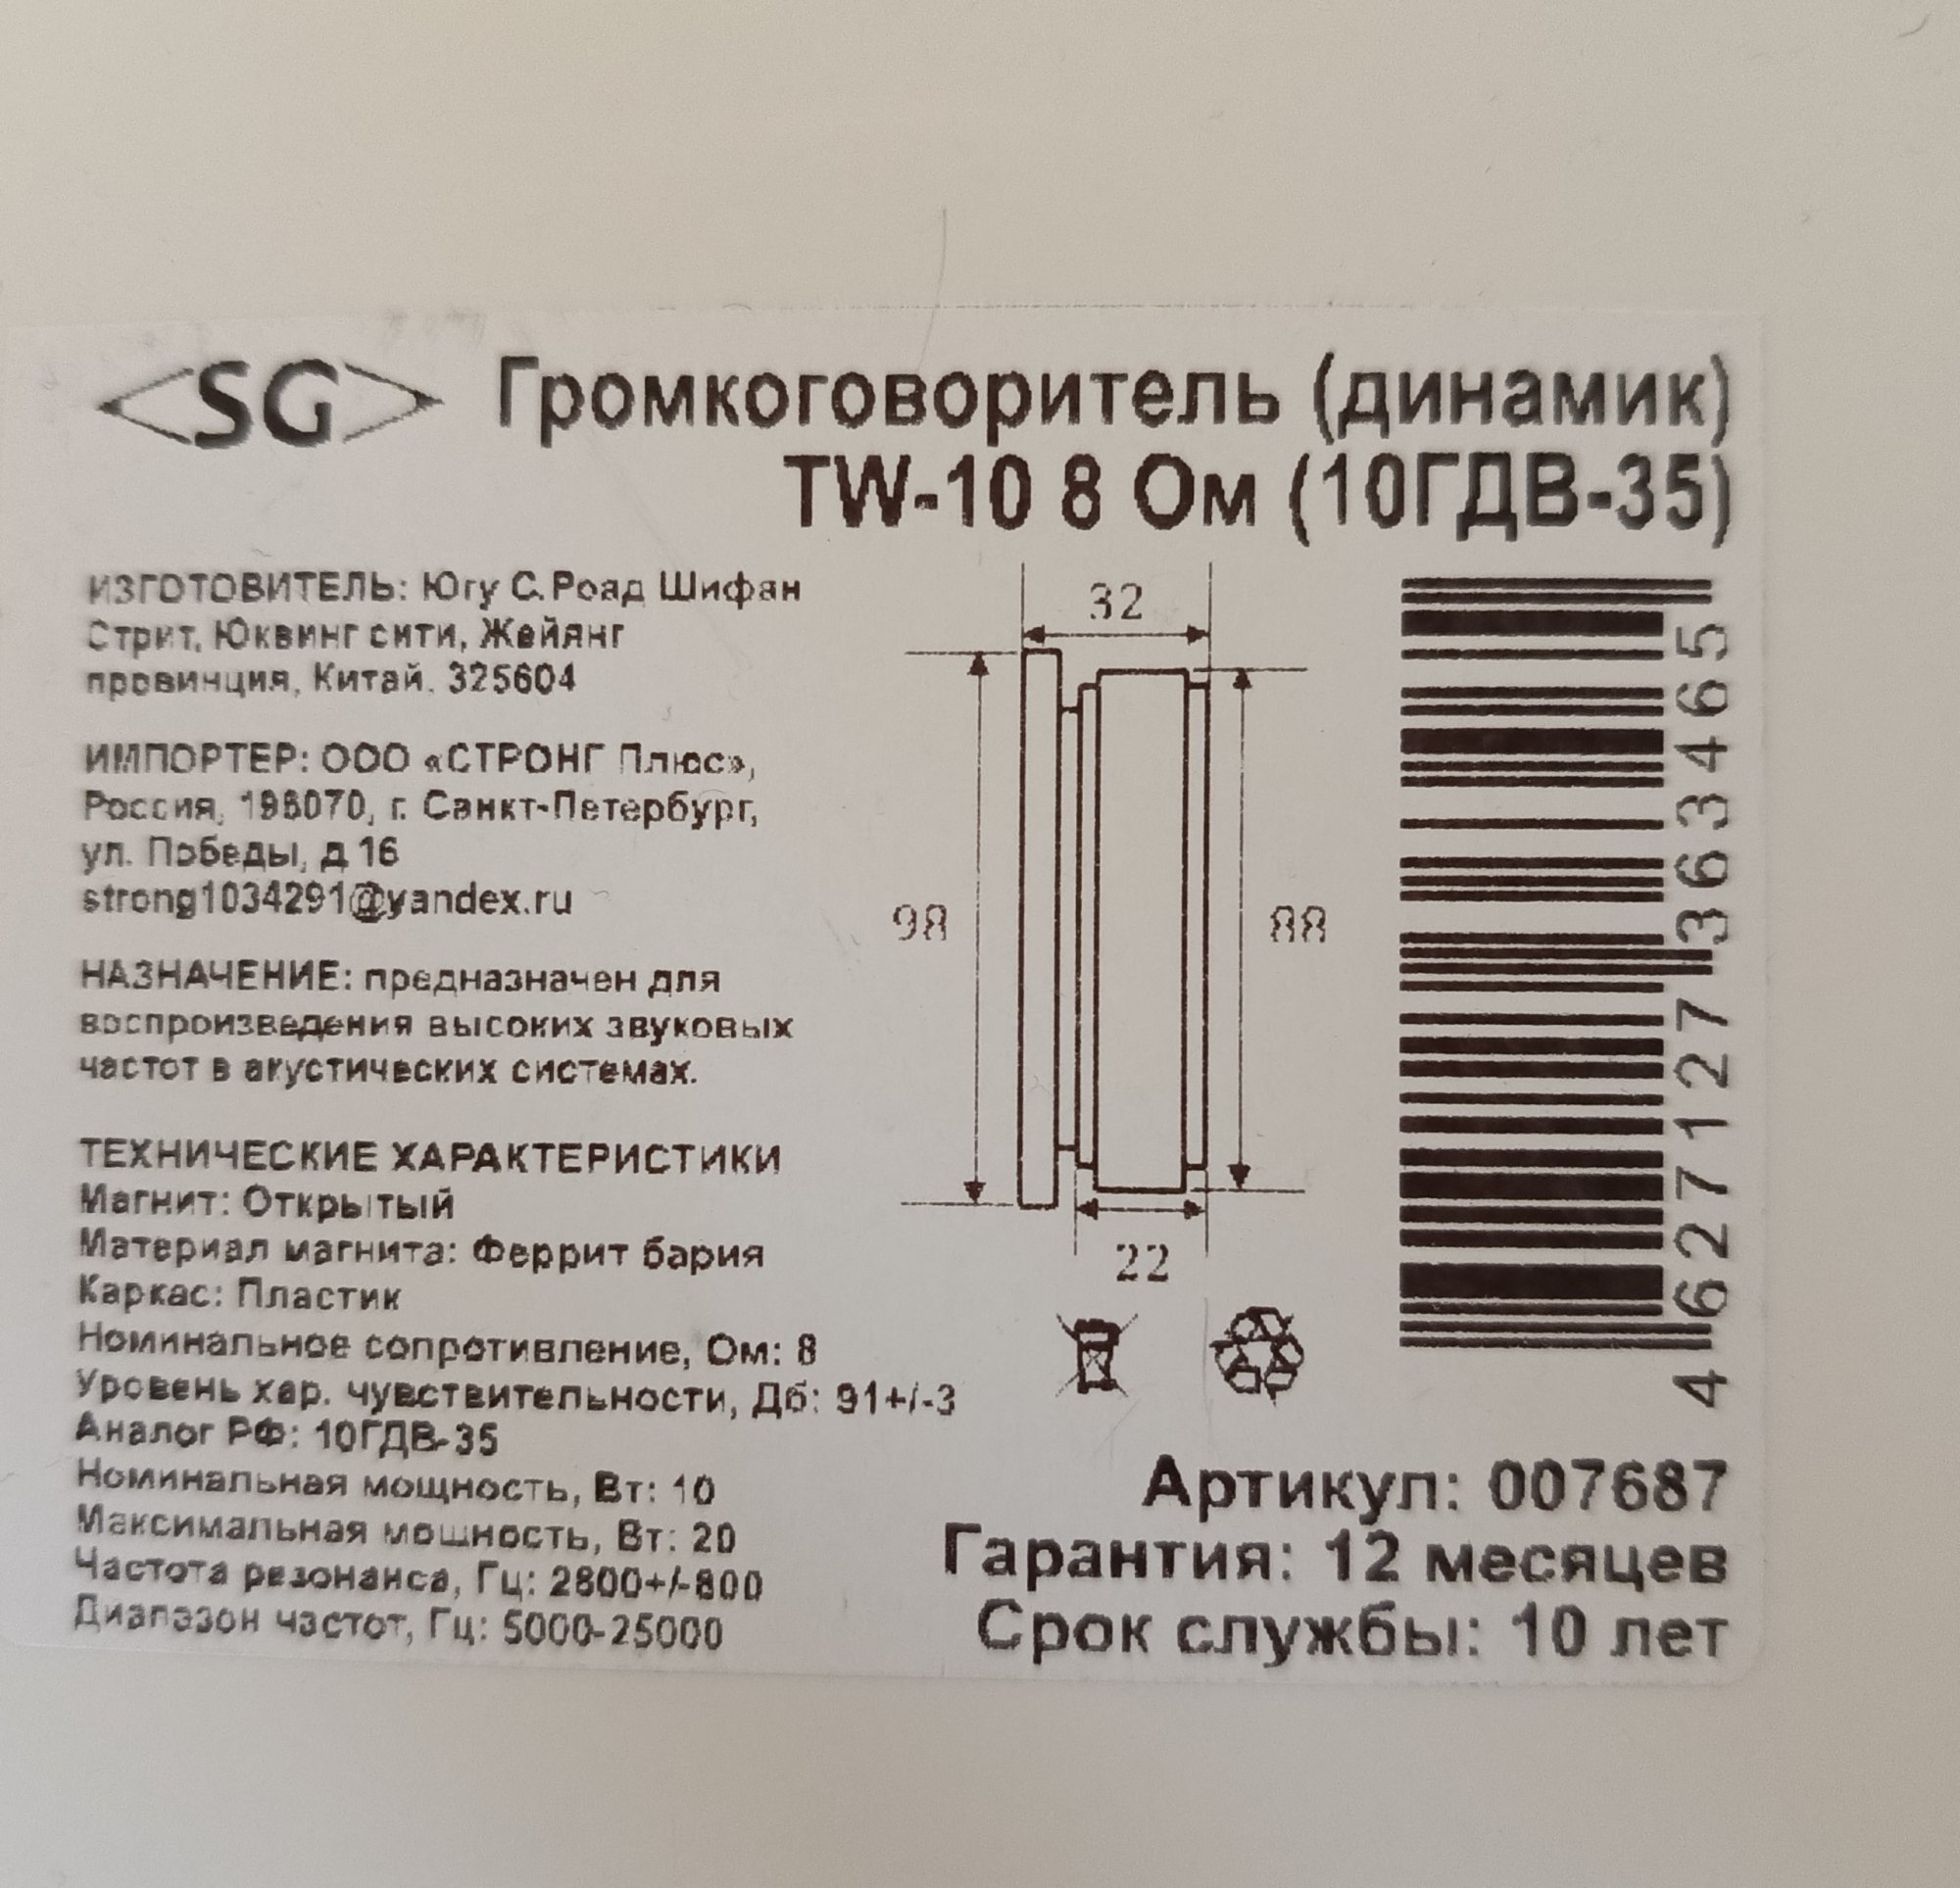 SG
Громкоговоритель (динамик)
TW-10 8 Ом (10ГДВ-35)
ИЗГОТОВИТЕЛЬ: Югу С.Роад Шифан
Стрит, Юквинг сити, Жейянг
провинция, Китай. 325604
ИМПОРТЕР: ООО «СТРОНГ Плюс»,
Россия, 196070, г. Санкт-Петербург,
ул. Победы, д 16
strong1034291@yandex.ru
НАЗНАЧЕНИЕ: предназначен для
воспроизведения высоких звуковых
частот в акустических системах.
ТЕХНИЧЕСКИЕ ХАРАКТЕРИСТИКИ
Магнит: Открытый
Материал магнита: Феррит бария
Каркас: Пластик
Номинальное сопротивление, Ом: 8
Уровень хар. чувствительности, Дб: 91+/-3
Аналог РФ: 10ГДВ-35
Номинальная мощность, Вт: 10
Максимальная мощность, Вт: 20
Частота резонанса, Гц: 2800+/-800
Диапазон частот, Гц: 5000-25000
32
98
88
22
4 627127 363465
Артикул: 007687
Гарантия: 12 месяцев
Срок службы: 10 лет